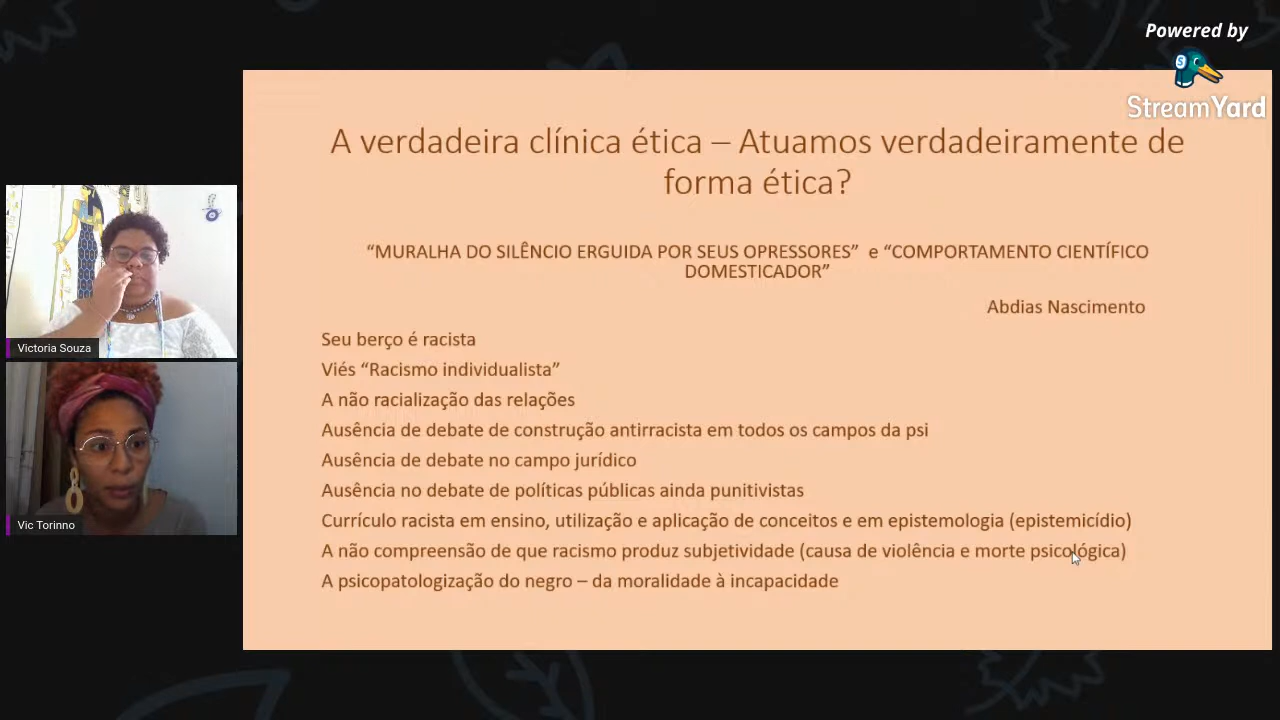 Powered by
StreamYard
A verdadeira clínica ética – Atuamos verdadeiramente de
forma ética?
“MURALHA DO SILÊNCIO ERGUIDA POR SEUS OPRESSORES” e “COMPORTAMENTO CIENTÍFICO
DOMESTICADOR”
Abdias Nascimento
Seu berço é racista
Viés “Racismo individualista”
A não racialização das relações
Ausência de debate de construção antirracista em todos os campos da psi
Ausência de debate no campo jurídico
Ausência no debate de políticas públicas ainda punitivistas
Currículo racista em ensino, utilização e aplicação de conceitos e em epistemologia (epistemicídio)
A não compreensão de que racismo produz subjetividade (causa de violência e morte psicológica)
A psicopatologização do negro – da moralidade à incapacidade
Victoria Souza
Vic Torinno